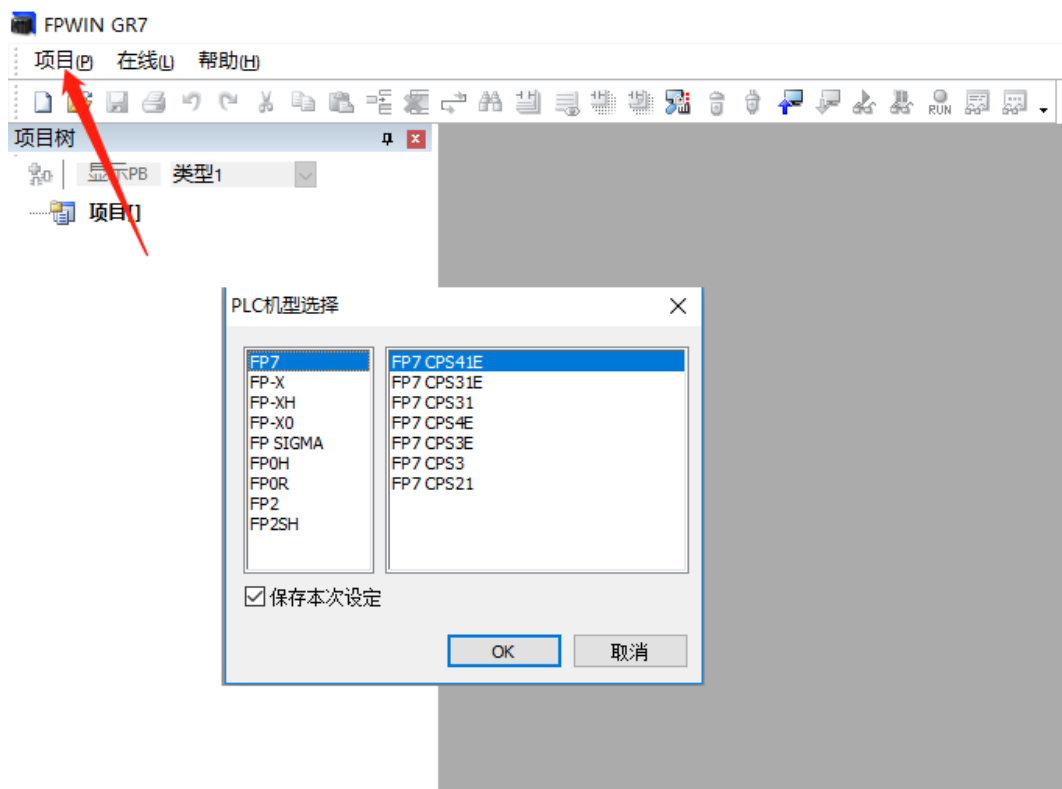 FPWIN GR7
项目(P) 在线(L) 帮助(H)
RUN
项目树
显示PB 类型1
项目[]
PLC机型选择
FP7 FP7 CPS41E
FP-X FP7 CPS31E
FP-XH FP7 CPS31
FP-X0 FP7 CPS4E
FP SIGMA FP7 CPS3E
FP0H FP7 CPS3
FP0R FP7 CPS21
FP2
FP2SH
保存本次设定
OK 取消